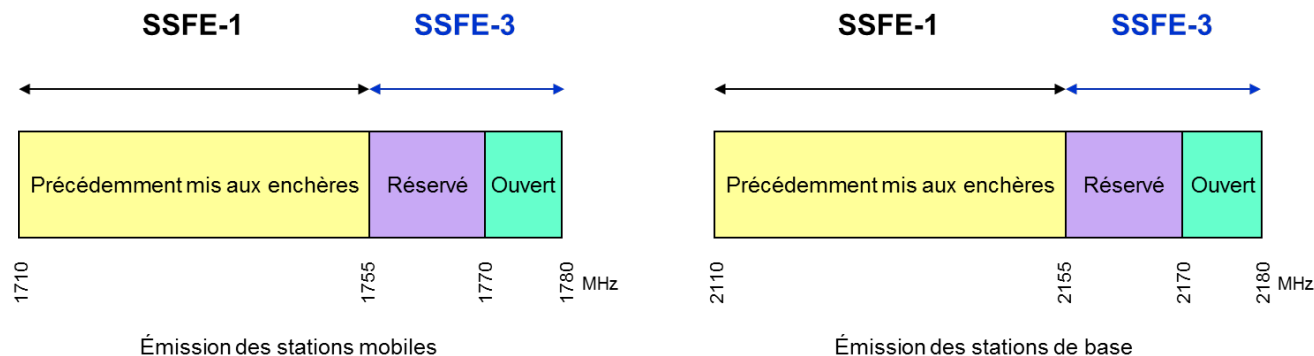 SSFE-1 SSFE-3 SSFE-1 SSFE-3
Précédemment mis aux enchères Réservé Ouvert Précédemment mis aux enchères Réservé Ouvert
1710 1755 1770 1780 MHz 2110 2155 2170 2180 MHz
Émission des stations mobiles Émission des stations de base